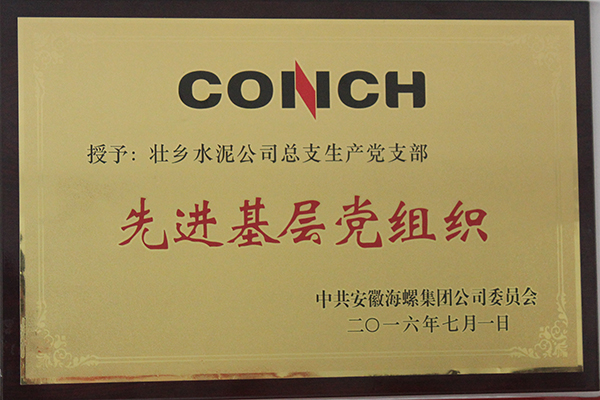 CONCH
授予：壮乡水泥公司总支生产党支部
先进基层党组织
中共安徽海螺集团公司委员会
二〇一六年七月一日